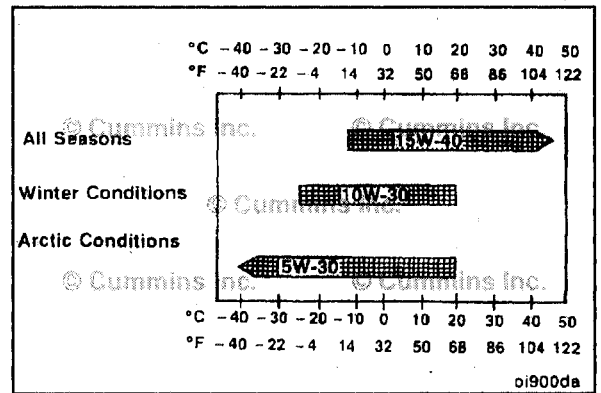 °C -40 -30 -20 -10 0 10 20 30 40 50
°F -40 -22 -4 14 32 50 68 86 104 122
© Cummins Inc. © Cummins Inc.
All Seasons 15W-40
Winter Conditions 10W-30
© Cummins Inc.
Arctic Conditions
5W-30
© Cummins Inc. © Cummins Inc.
°C -40 -30 -20 -10 0 10 20 30 40 50
°F -40 -22 -4 14 32 50 68 86 104 122
oi900da